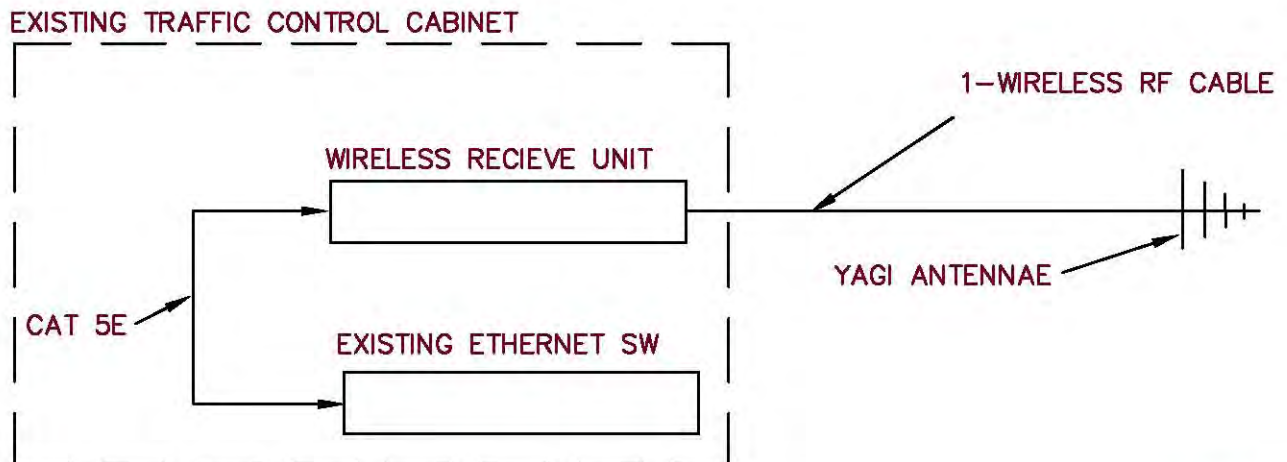 EXISTING TRAFFIC CONTROL CABINET
1-WIRELESS RF CABLE
WIRELESS RECIEVE UNIT
YAGI ANTENNAE
CAT 5E
EXISTING ETHERNET SW